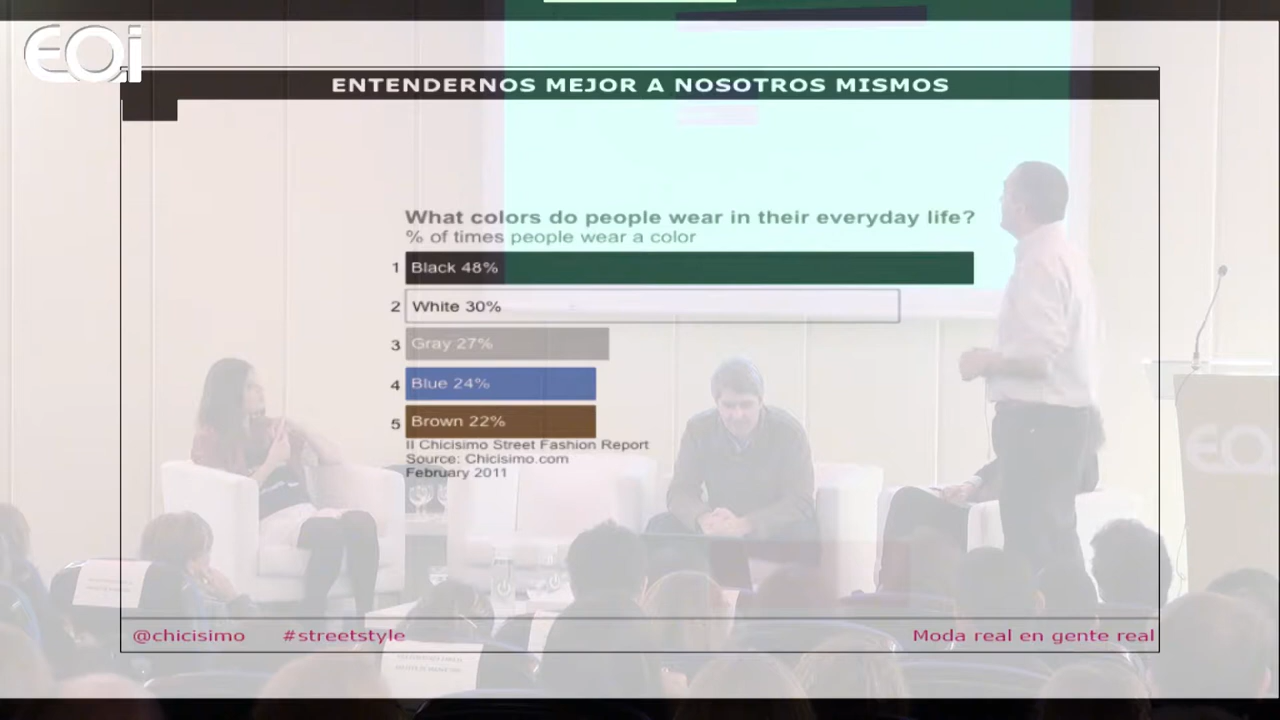 EOi
ENTENDERNOS MEJOR A NOSOTROS MISMOS
What colors do people wear in their everyday life?
% of times people wear a color
1 Black 48%
2 White 30%
3 Gray 27%
4 Blue 24%
5 Brown 22%
II Chicisimo Street Fashion Report
Source: Chicisimo.com
February 2011
EOi
@chicisimo #streetstyle Moda real en gente real